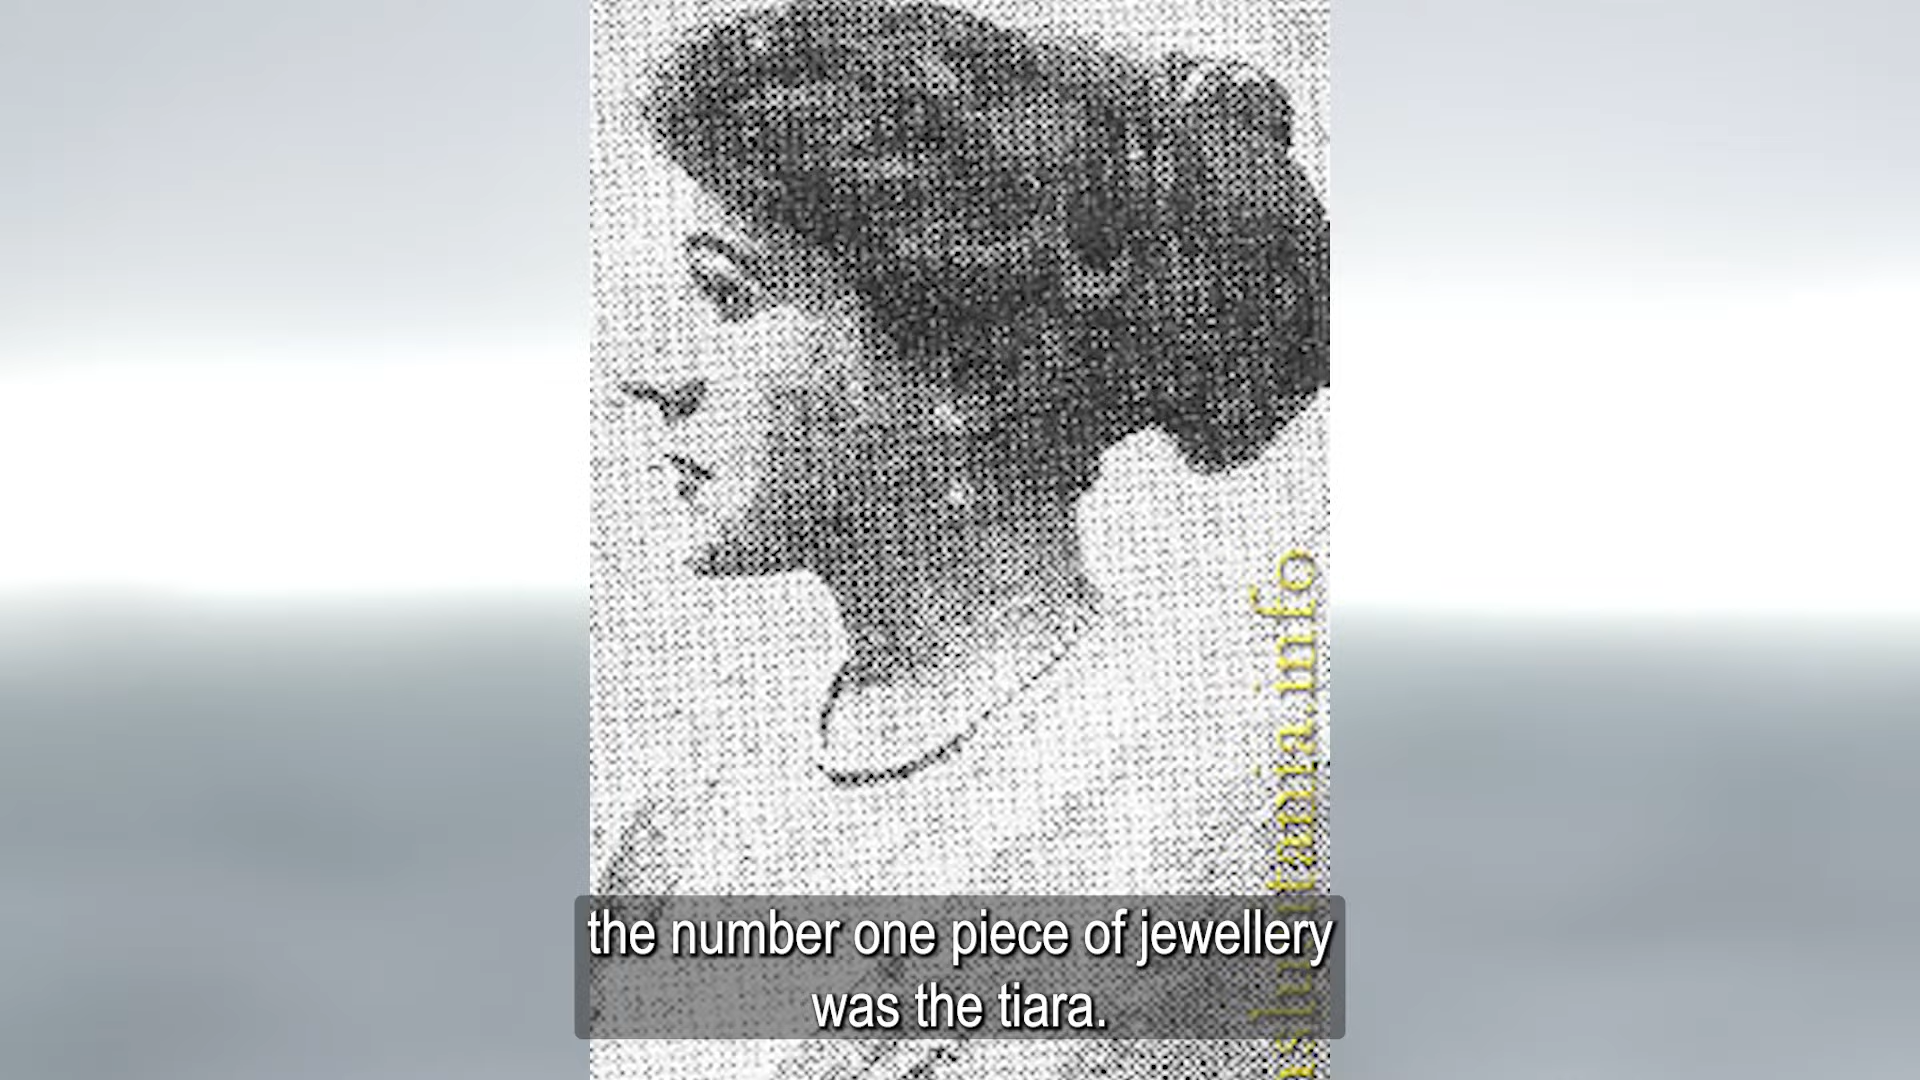 the number one piece of jewellery
was the tiara.